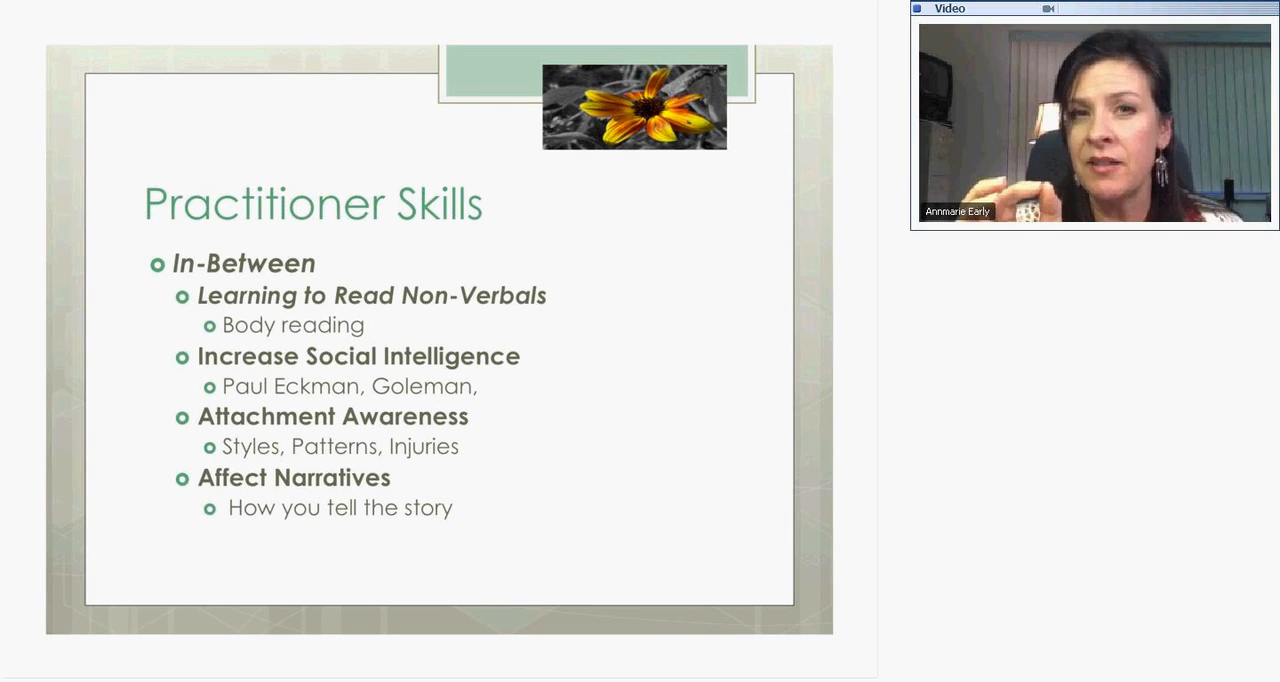 Practitioner Skills
In-Between
Learning to Read Non-Verbals
Body reading
Increase Social Intelligence
Paul Eckman, Goleman,
Attachment Awareness
Styles, Patterns, Injuries
Affect Narratives
How you tell the story
Video
Annmarie Early